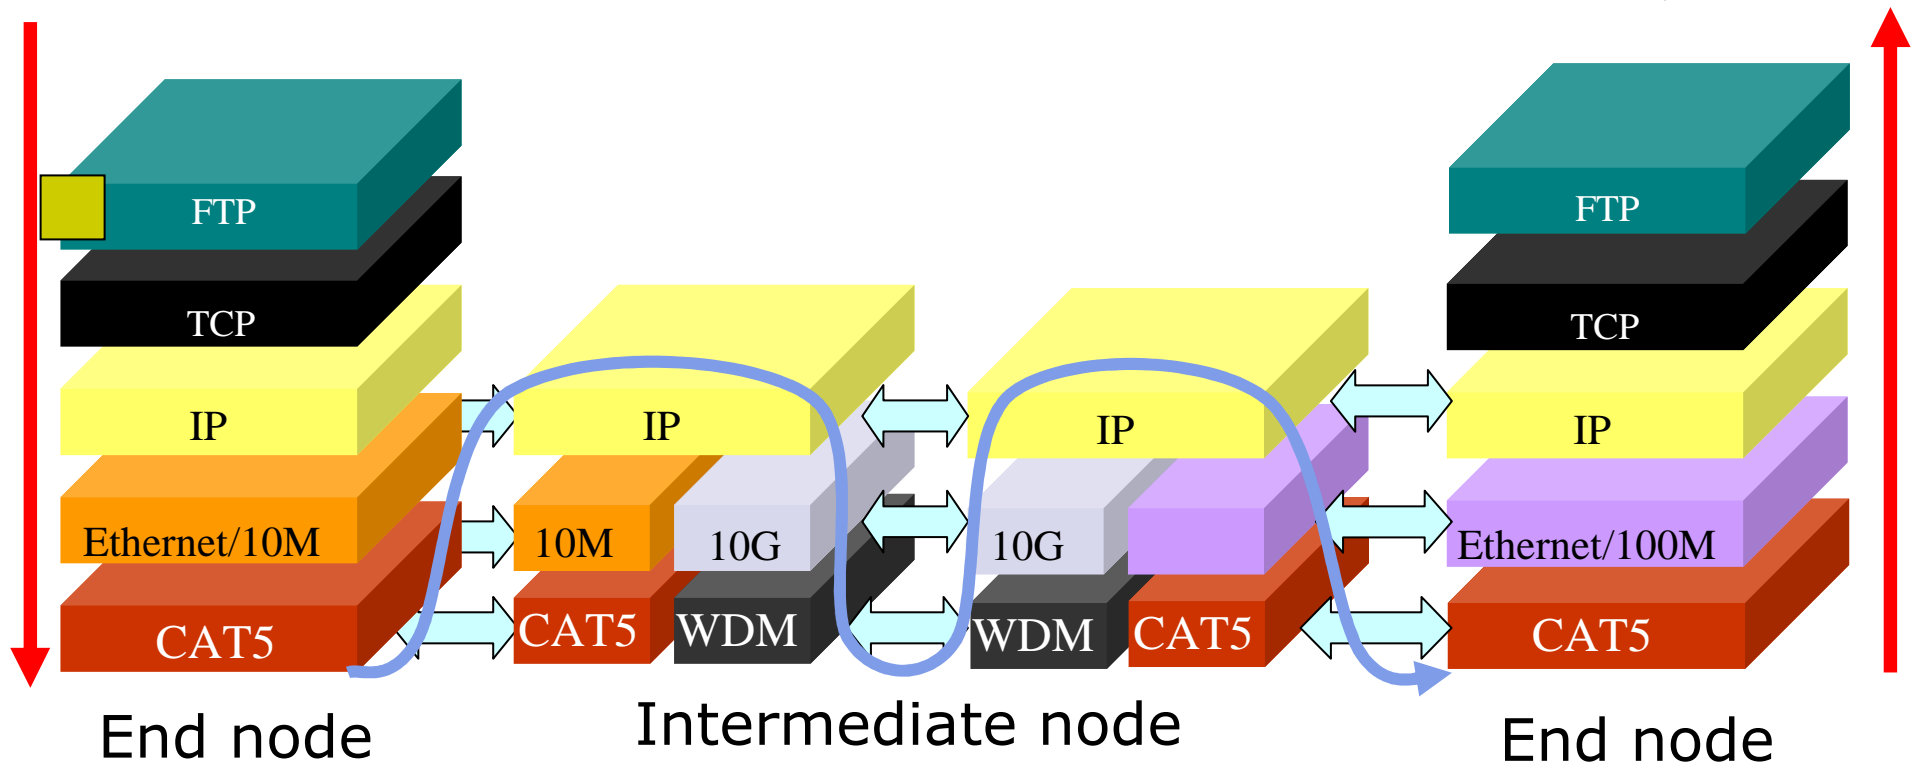 FTP
TCP
IP
Ethernet/10M
CAT5
End node
IP
10M
10G
CAT5
WDM
IP
10G
WDM
CAT5
Intermediate node
FTP
TCP
IP
Ethernet/100M
CAT5
End node